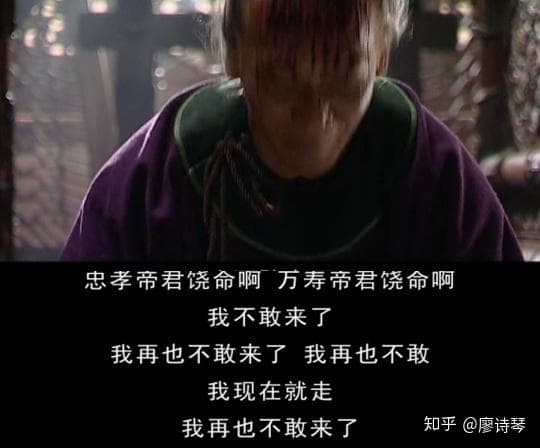 忠孝帝君饶命啊 万寿帝君饶命啊
我不敢来了
我再也不敢来了 我再也不敢
我现在就走
我再也不敢来了
知乎 @廖诗琴